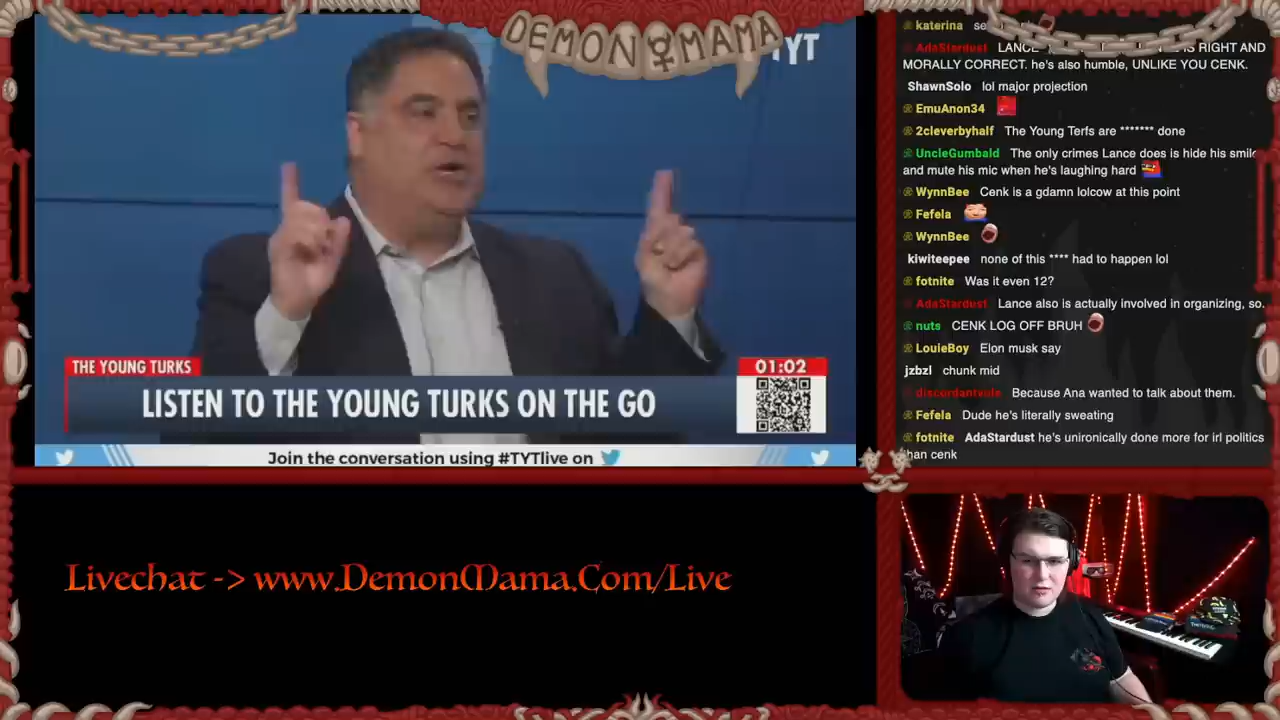 DEMON MAMA
TYT
THE YOUNG TURKS
01:02
LISTEN TO THE YOUNG TURKS ON THE GO
Join the conversation using #TYTlive on
katerina
AdaStardust LANCE IS RIGHT AND
MORALLY CORRECT. he's also humble, UNLIKE YOU CENK.
ShawnSolo lol major projection
EmuAnon34
2cleverbyhalf The Young Terfs are ******* done
UncleGumbald The only crimes Lance does is hide his smile
and mute his mic when he's laughing hard
WynnBee Cenk is a gdamn lolcow at this point
Fefela
WynnBee
kiwiteepee none of this **** had to happen lol
fotnite Was it even 12?
AdaStardust Lance also is actually involved in organizing, so.
nuts CENK LOG OFF BRUH
LouieBoy Elon musk say
jzbzl chunk mid
Because Ana wanted to talk about them.
Fefela Dude he's literally sweating
fotnite AdaStardust he's unironically done more for irl politics
than cenk
Livechat -> www.DemonMama.Com/Live